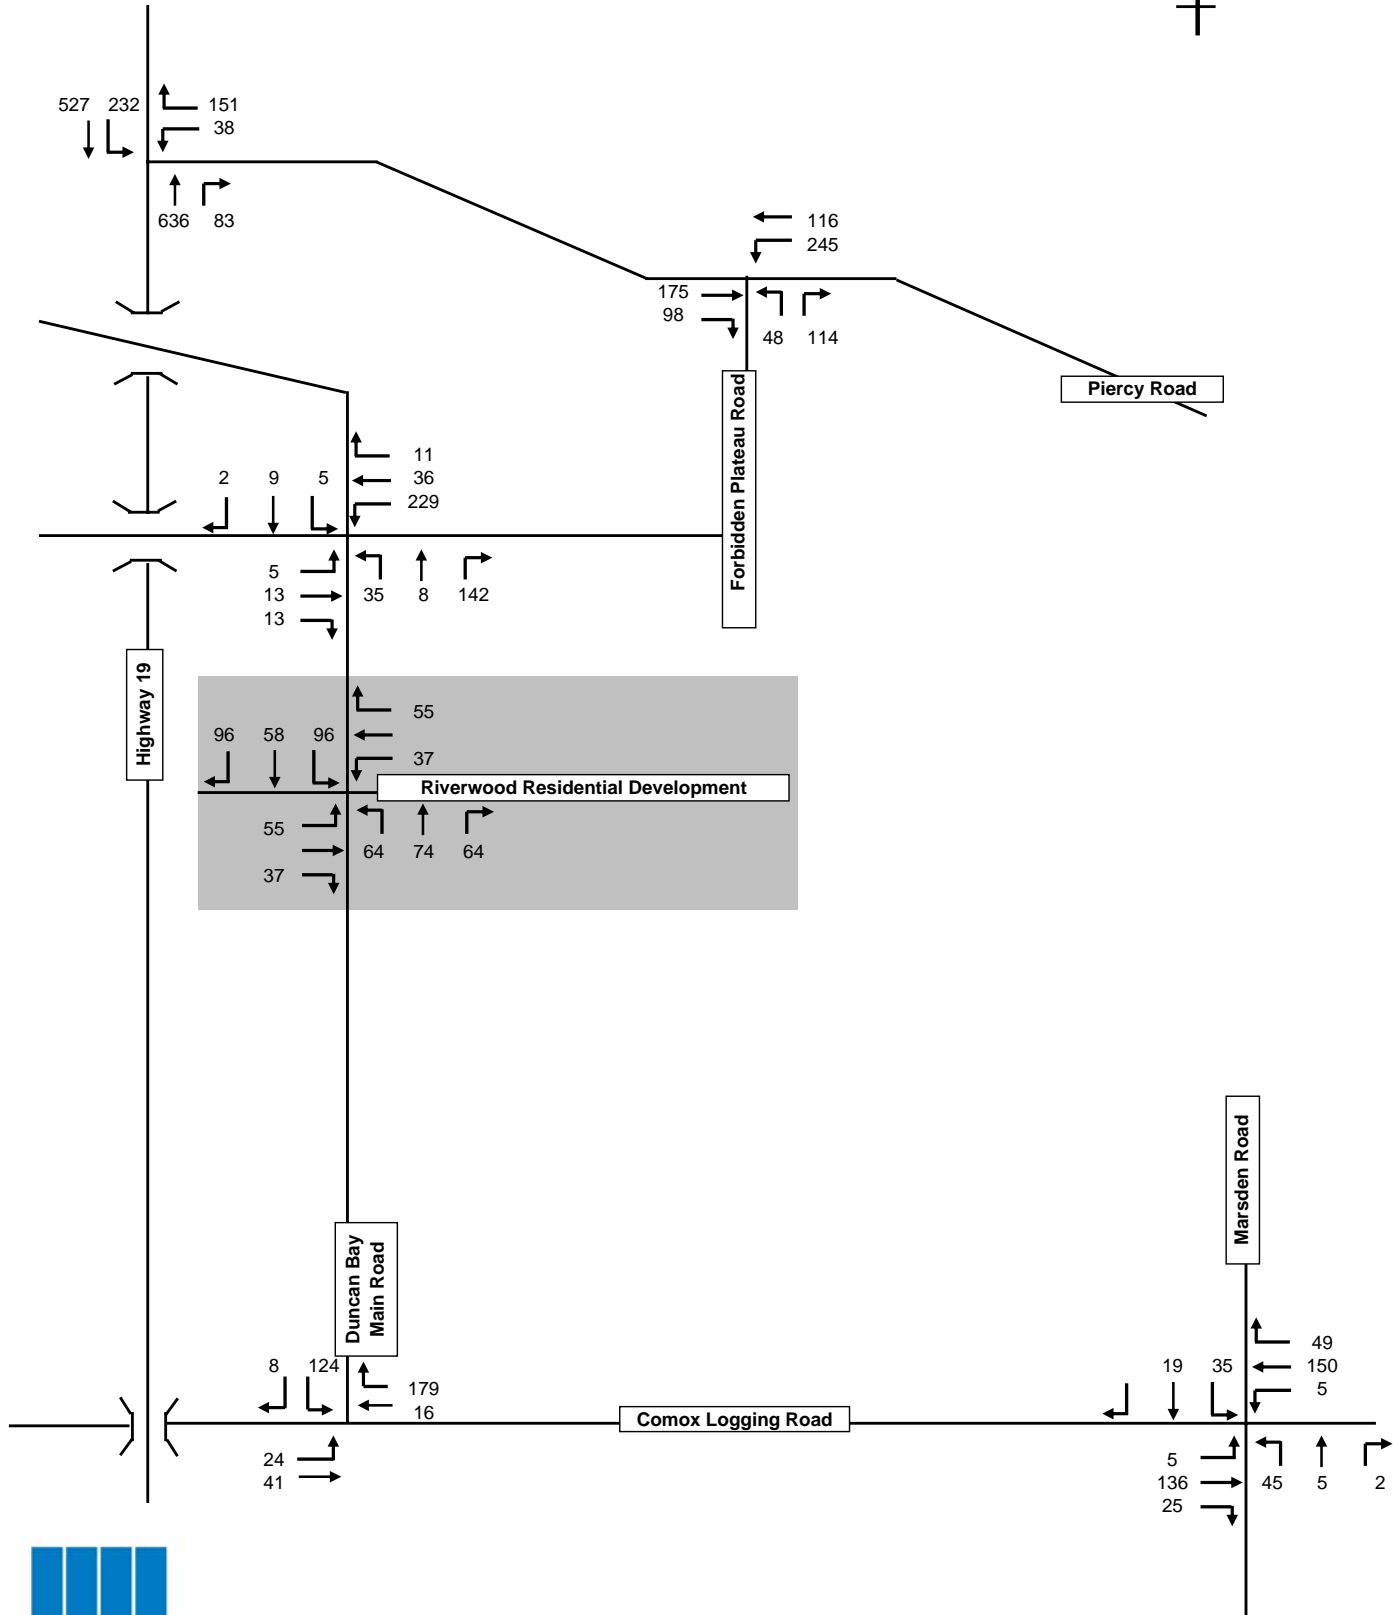 527 232 151
38
636 83
116
245
175
98
48 114
Forbidden Plateau Road
Piercy Road
11
2 9 5 36
229
5
13 35 8 142
13
Highway 19
55
96 58 96
37
Riverwood Residential Development
55
64 74 64
37
Marsden Road
Duncan Bay
Main Road
49
8 124 19 35 150
179 5
16
Comox Logging Road
24 5
41 136 45 5 2
25